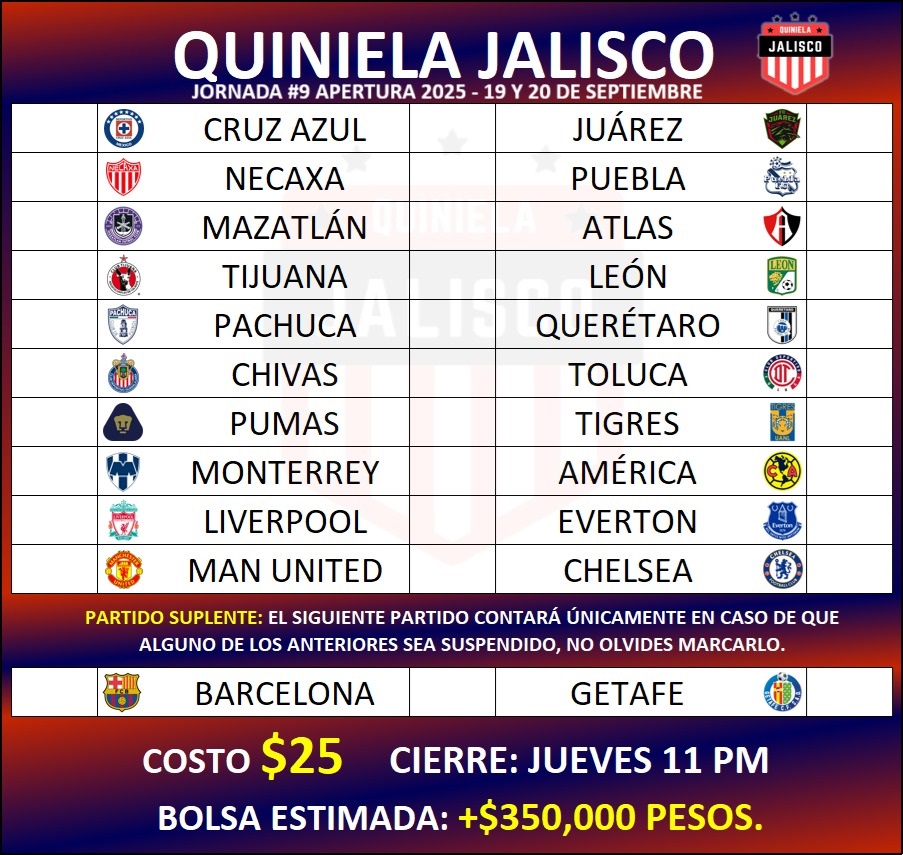 QUINIELA JALISCO
QUINIELA
JALISCO
JORNADA #9 APERTURA 2025 - 19 Y 20 DE SEPTIEMBRE
CRUZ AZUL JUÁREZ
NECAXA PUEBLA
MAZATLÁN ATLAS
TIJUANA LEÓN
PACHUCA QUERÉTARO
CHIVAS TOLUCA
PUMAS TIGRES
MONTERREY AMÉRICA
LIVERPOOL EVERTON
MAN UNITED CHELSEA
QUINIELA
JALISCO
PARTIDO SUPLENTE: EL SIGUIENTE PARTIDO CONTARÁ ÚNICAMENTE EN CASO DE QUE
ALGUNO DE LOS ANTERIORES SEA SUSPENDIDO, NO OLVIDES MARCARLO.
BARCELONA GETAFE
COSTO $25 CIERRE: JUEVES 11 PM
BOLSA ESTIMADA: +$350,000 PESOS.